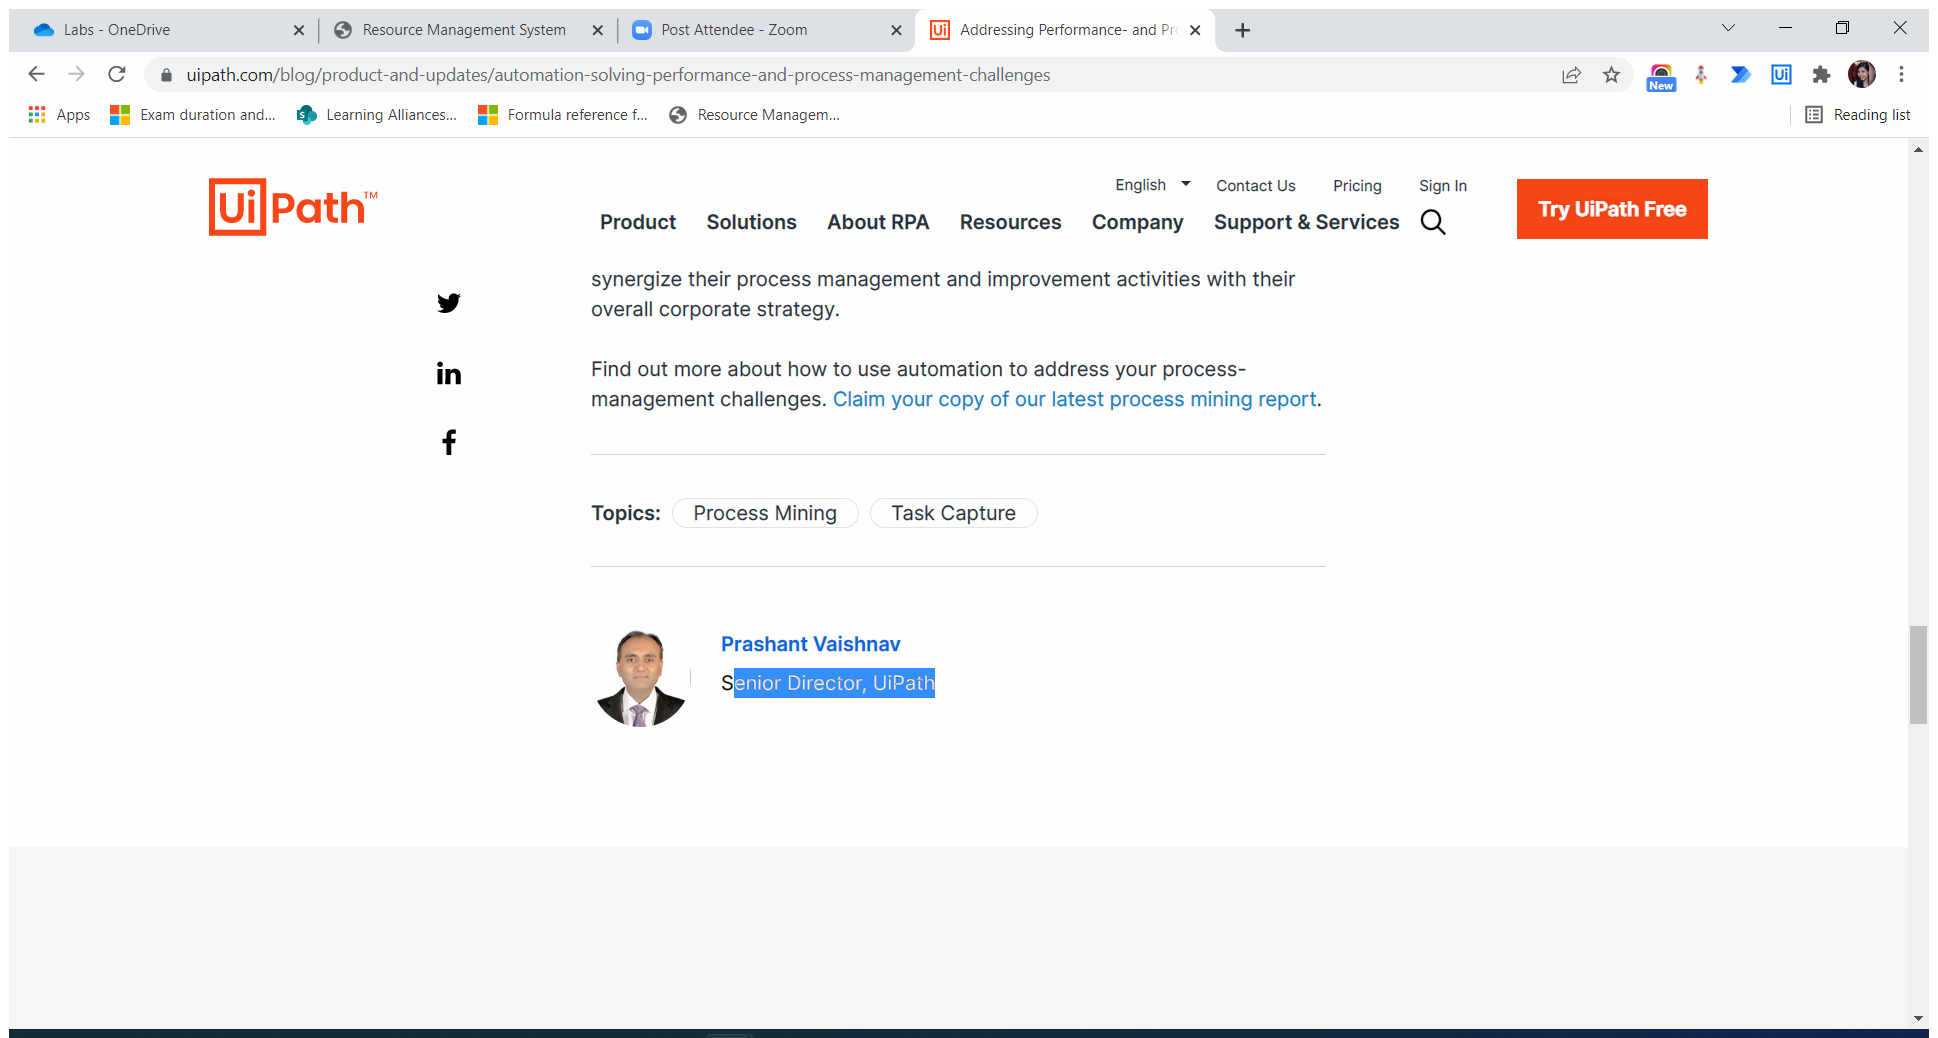 Labs - OneDrive
Resource Management System
Post Attendee - Zoom
Ui
Addressing Performance- and Pro
uipath.com/blog/product-and-updates/automation-solving-performance-and-process-management-challenges
New
Ui
Apps
Exam duration and...
S
Learning Alliances...
Formula reference f...
Resource Managem...
Reading list
English
Contact Us
Pricing
Sign In
UiPath™
Product
Solutions
About RPA
Resources
Company
Support & Services
Try UiPath Free
synergize their process management and improvement activities with their
overall corporate strategy.
Find out more about how to use automation to address your process-
management challenges. Claim your copy of our latest process mining report.
in
f
Topics:
Process Mining
Task Capture
Prashant Vaishnav
Senior Director, UiPath